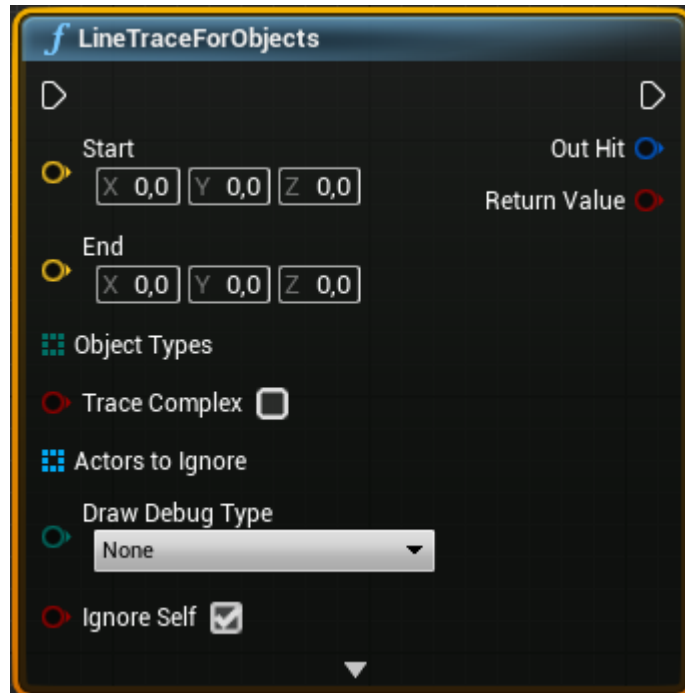 f LineTraceForObjects
Start
Out Hit
X 0,0 Y 0,0 Z 0,0
Return Value
End
X 0,0 Y 0,0 Z 0,0
Object Types
Trace Complex
Actors to Ignore
Draw Debug Type
None
Ignore Self